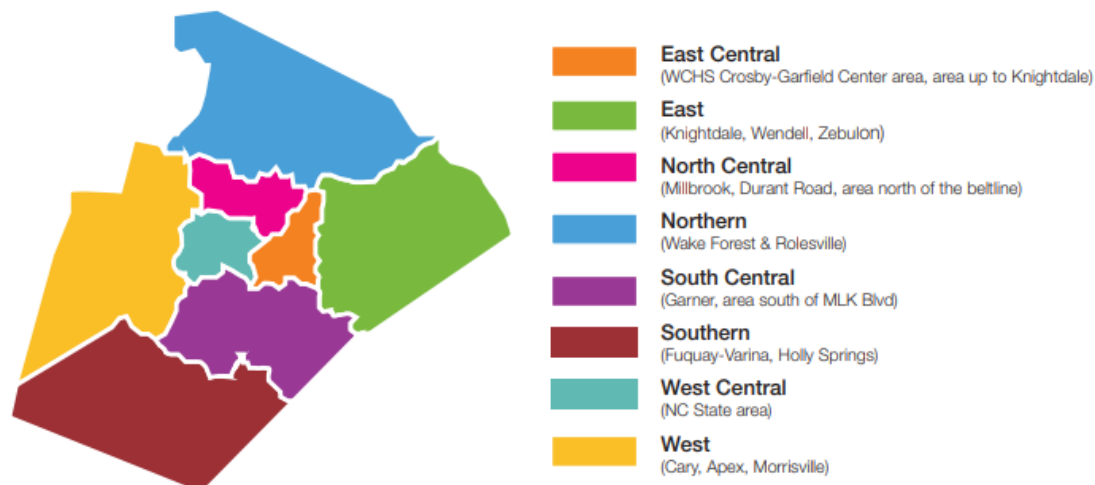 East Central
(WCHS Crosby-Garfield Center area, area up to Knightdale)
East
(Knightdale, Wendell, Zebulon)
North Central
(Millbrook, Durant Road, area north of the beltline)
Northern
(Wake Forest & Rolesville)
South Central
(Garner, area south of MLK Blvd)
Southern
(Fuquay-Varina, Holly Springs)
West Central
(NC State area)
West
(Cary, Apex, Morrisville)